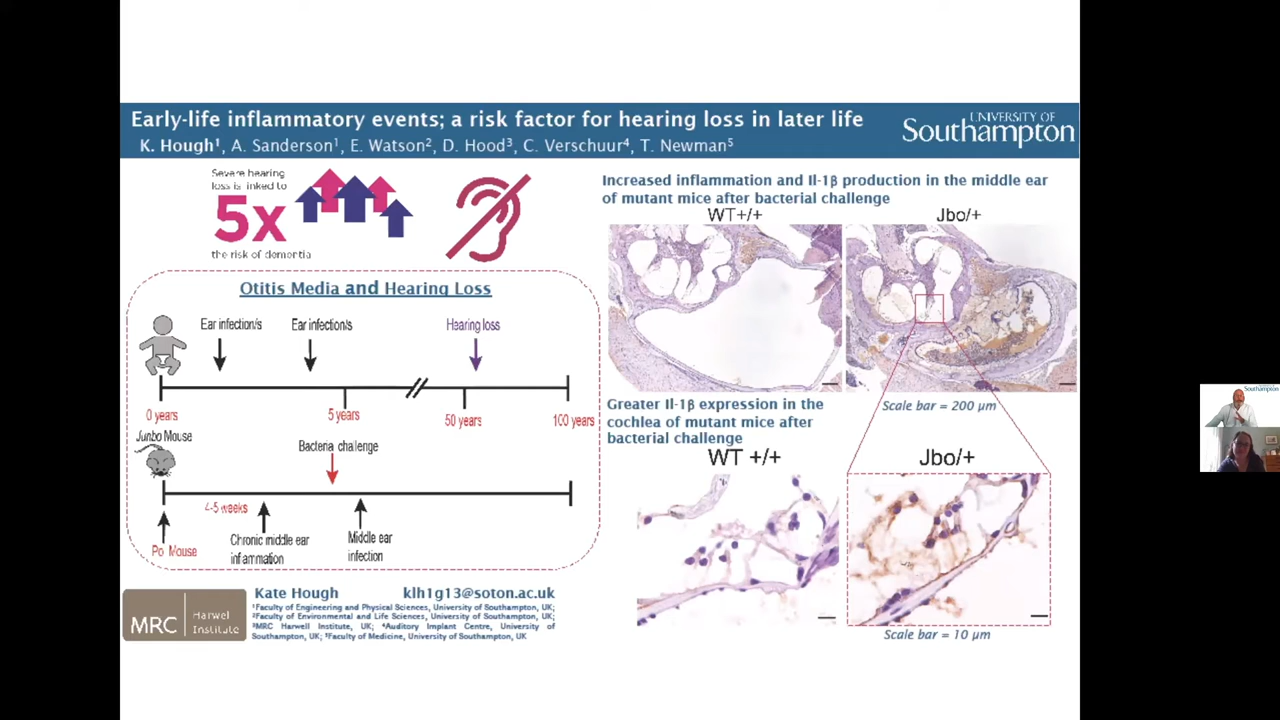 Early-life inflammatory events; a risk factor for hearing loss in later life
K. Hough¹, A. Sanderson¹, E. Watson², D. Hood³, C. Verschuur⁴, T. Newman⁵
UNIVERSITY OF
Southampton
Severe hearing
loss is linked to
5x
the risk of dementia
Otitis Media and Hearing Loss
Ear infection/s
Ear infection/s
Hearing loss
0 years
5 years
50 years
100 years
Junbo Mouse
Bacteria challenge
4-5 weeks
Po Mouse
Chronic middle ear
inflammation
Middle ear
infection
MRC
Harwell
Institute
Kate Hough
klh1g13@soton.ac.uk
¹Faculty of Engineering and Physical Sciences, University of Southampton, UK;
²Faculty of Environmental and Life Sciences, University of Southampton, UK;
³MRC Harwell Institute, UK; ⁴Auditory Implant Centre, University of
Southampton, UK; ⁵Faculty of Medicine, University of Southampton, UK
Increased inflammation and Il-1β production in the middle ear
of mutant mice after bacterial challenge
WT+/+
Jbo/+
Scale bar = 200 µm
Greater Il-1β expression in the
cochlea of mutant mice after
bacterial challenge
WT +/+
Jbo/+
Scale bar = 10 µm
Southampton